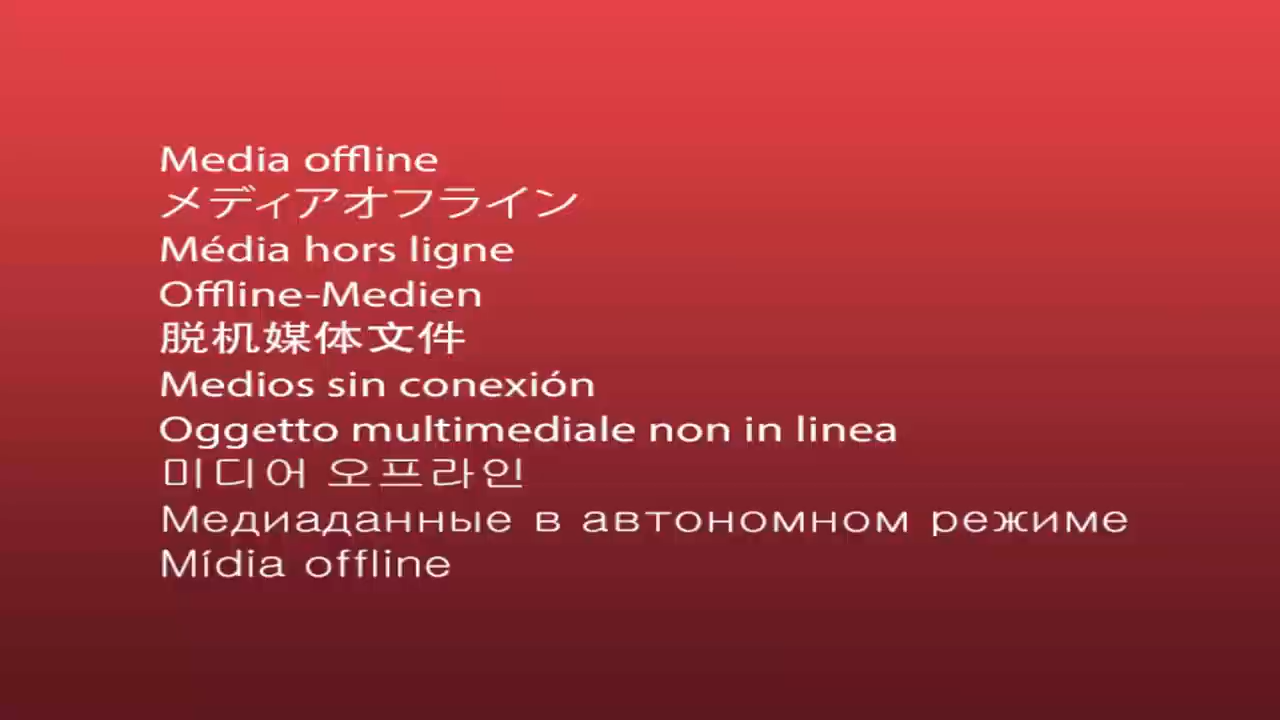 Media offline
メディアオフライン
Média hors ligne
Offline-Medien
脱机媒体文件
Medios sin conexión
Oggetto multimediale non in linea
미디어 오프라인
Медиаданные в автономном режиме
Mídia offline